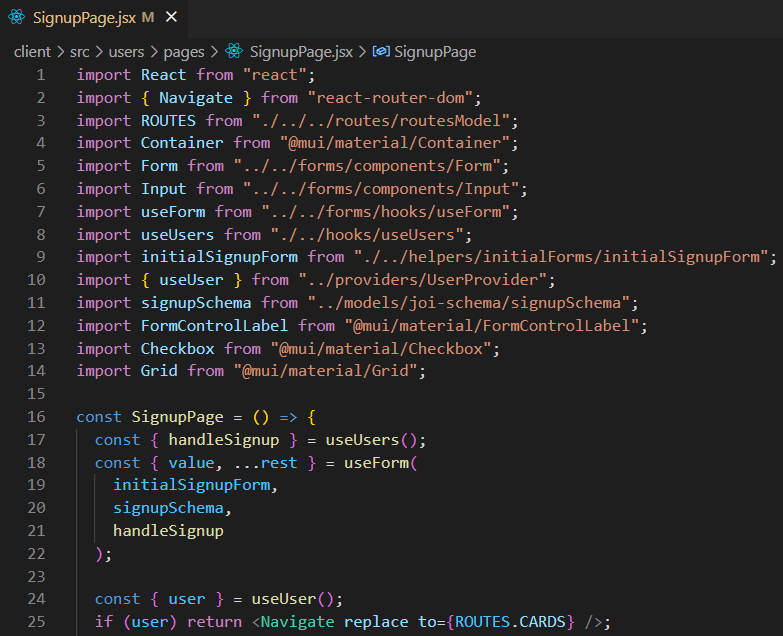 SignupPage.jsx M ✕
client > src > users > pages > SignupPage.jsx > SignupPage
1 import React from "react";
2 import { Navigate } from "react-router-dom";
3 import ROUTES from "./../../routes/routesModel";
4 import Container from "@mui/material/Container";
5 import Form from "../../forms/components/Form";
6 import Input from "../../forms/components/Input";
7 import useForm from "../../forms/hooks/useForm";
8 import useUsers from "./../hooks/useUsers";
9 import initialSignupForm from "./../helpers/initialForms/initialSignupForm";
10 import { useUser } from "../providers/UserProvider";
11 import signupSchema from "../models/joi-schema/signupSchema";
12 import FormControlLabel from "@mui/material/FormControlLabel";
13 import Checkbox from "@mui/material/Checkbox";
14 import Grid from "@mui/material/Grid";
15
16 const SignupPage = () => {
17   const { handleSignup } = useUsers();
18   const { value, ...rest } = useForm(
19     initialSignupForm,
20     signupSchema,
21     handleSignup
22   );
23
24   const { user } = useUser();
25   if (user) return <Navigate replace to={ROUTES.CARDS} />;